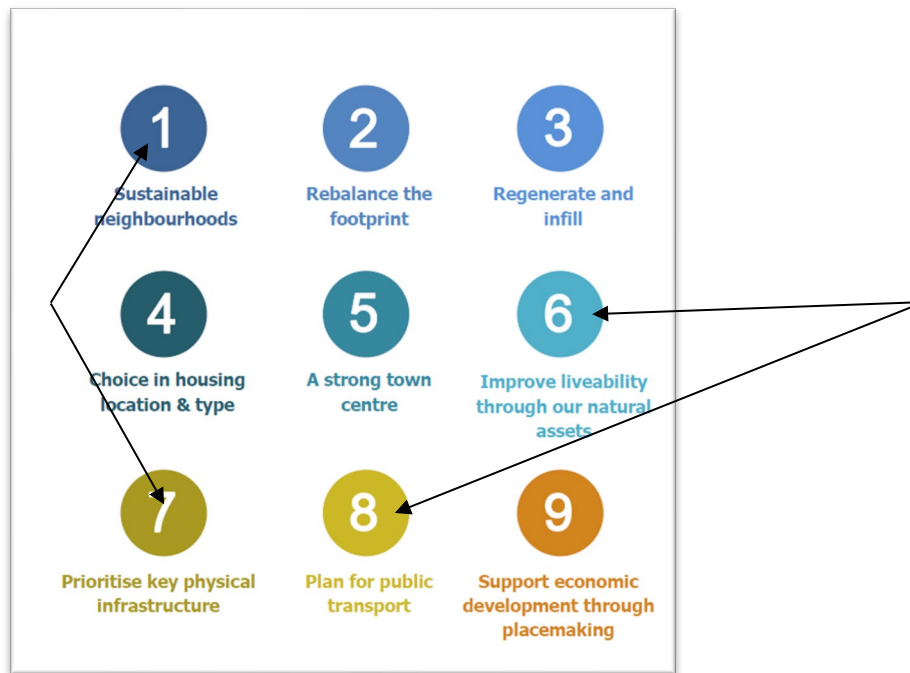 1
Sustainable
neighbourhoods
2
Rebalance the
footprint
3
Regenerate and
infill
4
Choice in housing
location & type
5
A strong town
centre
6
Improve liveability
through our natural
assets
7
Prioritise key physical
infrastructure
8
Plan for public
transport
9
Support economic
development through
placemaking